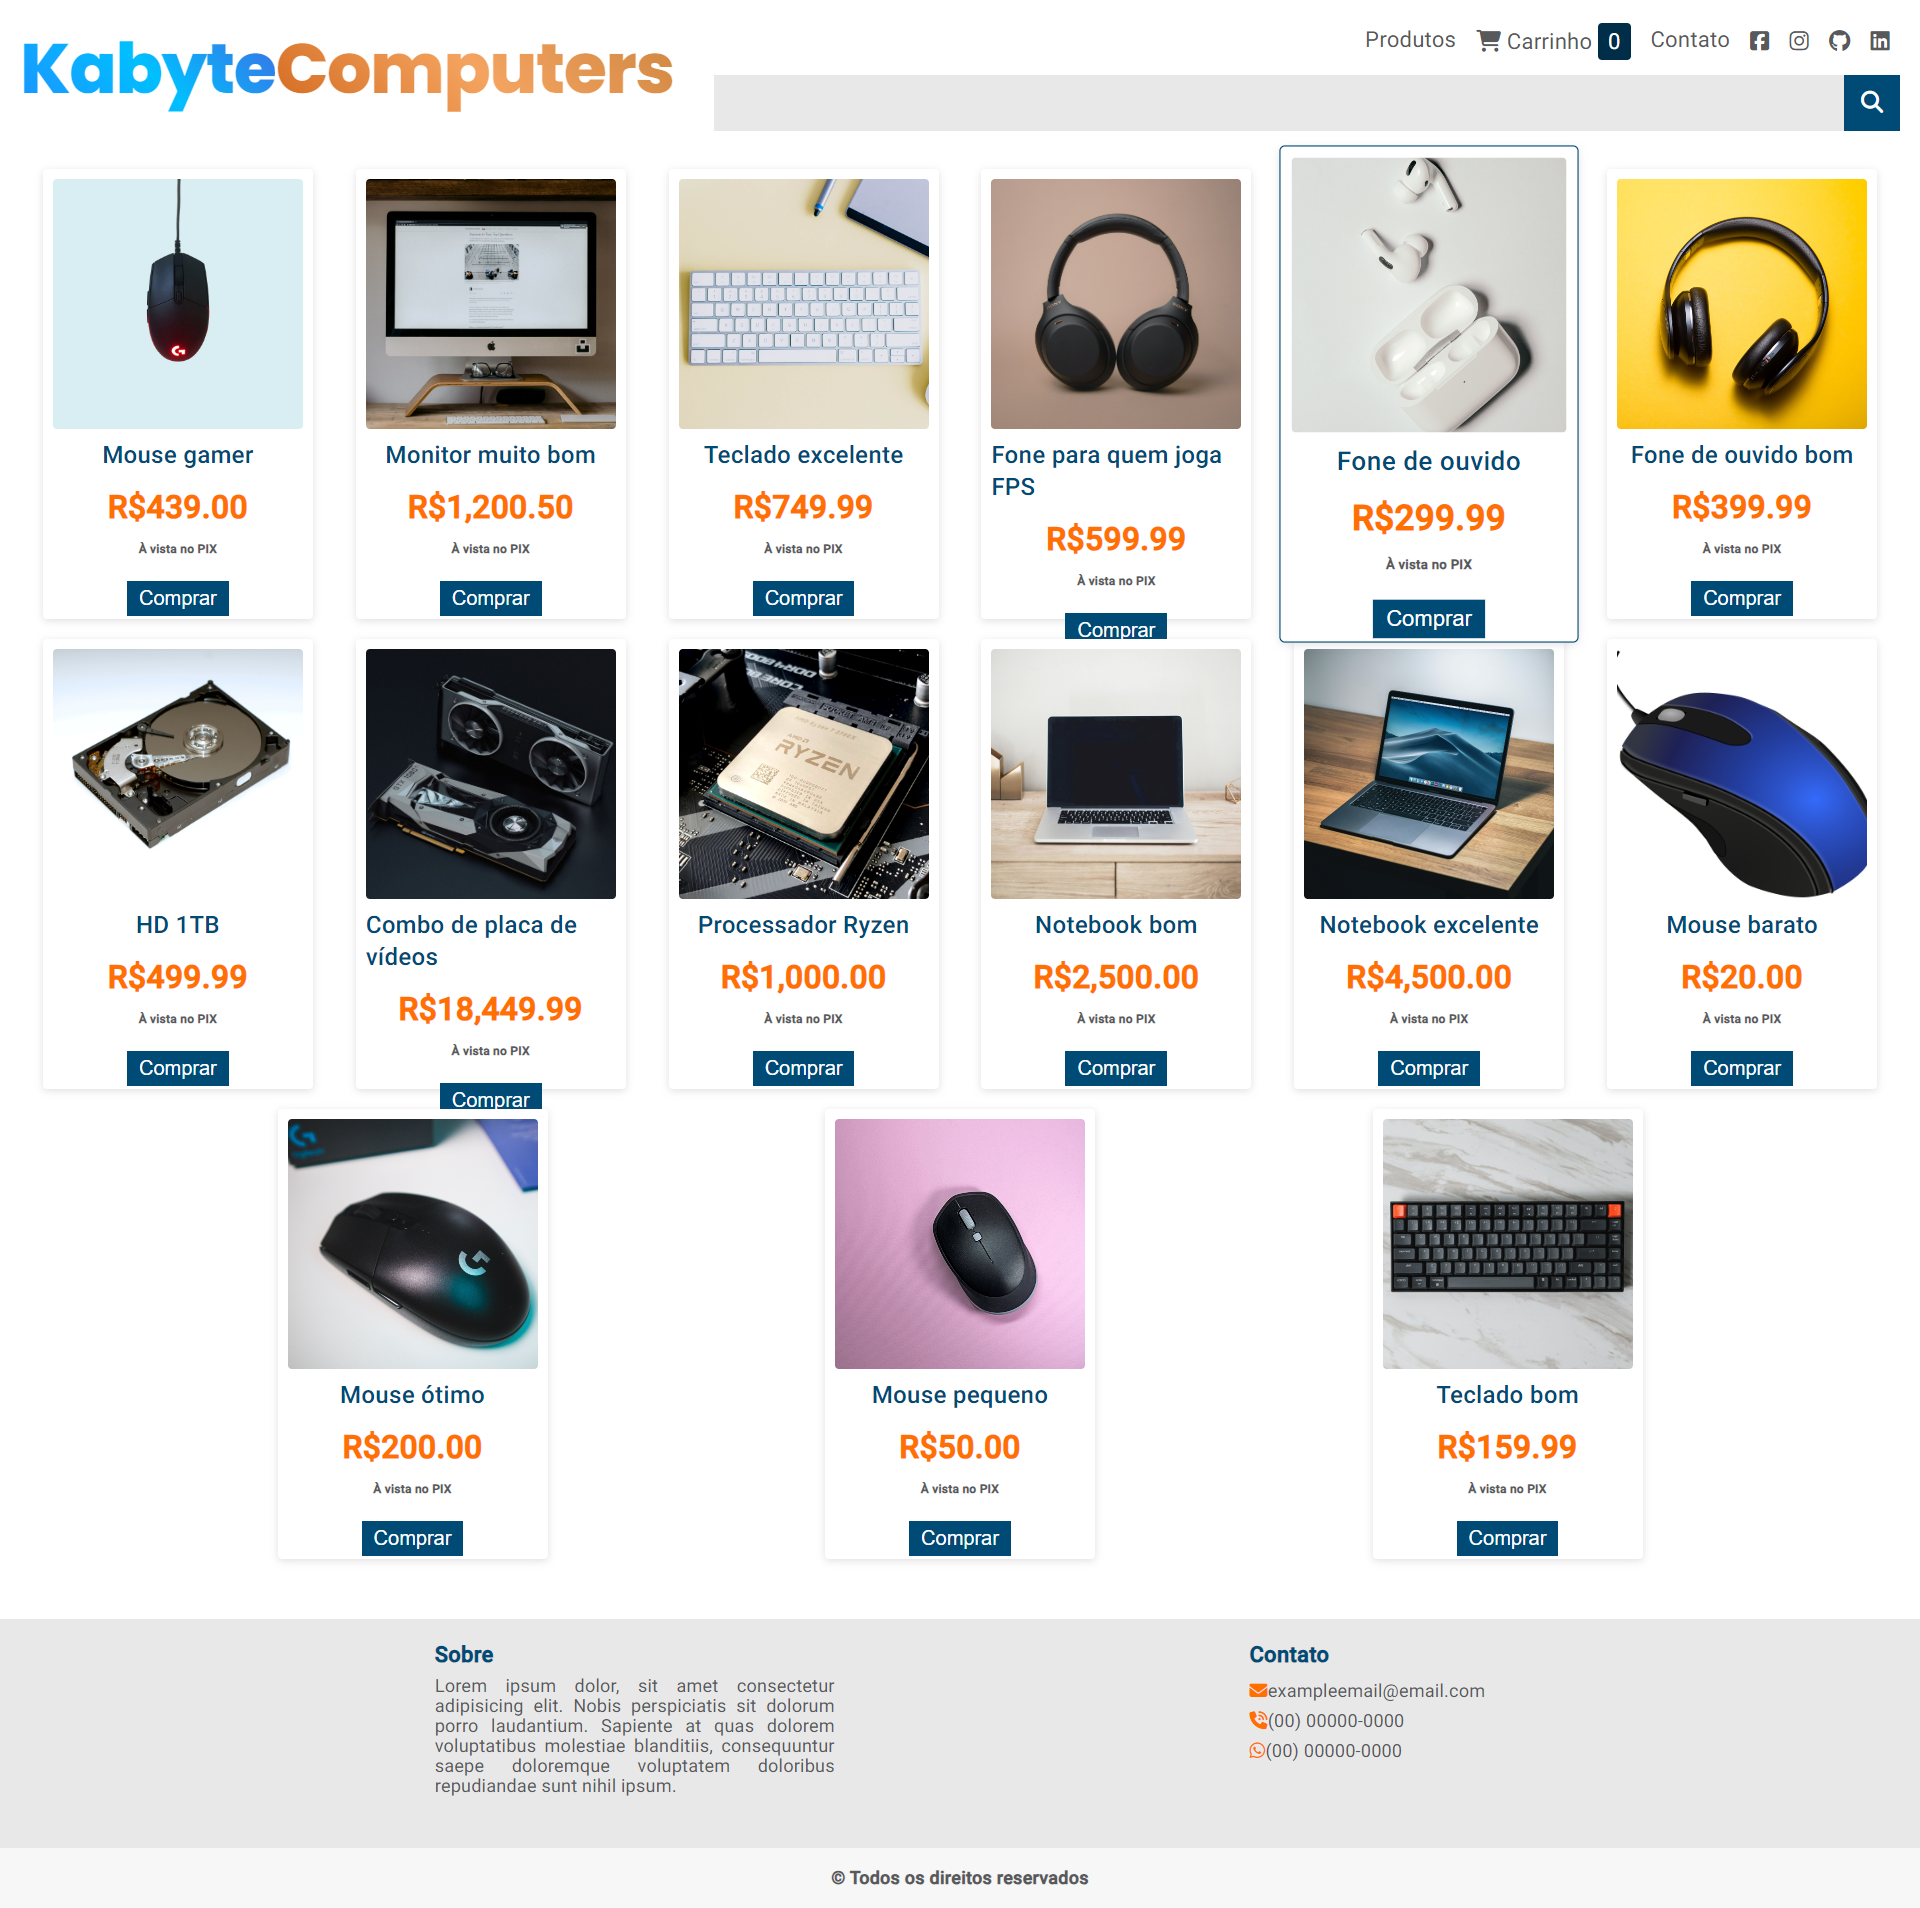 KabyteComputers
Produtos Carrinho 0 Contato
Mouse gamer
R$439.00
À vista no PIX
Comprar
Monitor muito bom
R$1,200.50
À vista no PIX
Comprar
Teclado excelente
R$749.99
À vista no PIX
Comprar
Fone para quem joga
FPS
R$599.99
À vista no PIX
Comprar
Fone de ouvido
R$299.99
À vista no PIX
Comprar
Fone de ouvido bom
R$399.99
À vista no PIX
Comprar
HD 1TB
R$499.99
À vista no PIX
Comprar
Combo de placa de
vídeos
R$18,449.99
À vista no PIX
Comprar
RYZEN
Processador Ryzen
R$1,000.00
À vista no PIX
Comprar
Notebook bom
R$2,500.00
À vista no PIX
Comprar
Notebook excelente
R$4,500.00
À vista no PIX
Comprar
Mouse barato
R$20.00
À vista no PIX
Comprar
Mouse ótimo
R$200.00
À vista no PIX
Comprar
Mouse pequeno
R$50.00
À vista no PIX
Comprar
Teclado bom
R$159.99
À vista no PIX
Comprar
Sobre
Lorem ipsum dolor, sit amet consectetur
adipisicing elit. Nobis perspiciatis sit dolorum
porro laudantium. Sapiente at quas dolorem
voluptatibus molestiae blanditiis, consequuntur
saepe doloremque voluptatem doloribus
repudiandae sunt nihil ipsum.
Contato
exampleemail@email.com
(00) 00000-0000
(00) 00000-0000
© Todos os direitos reservados